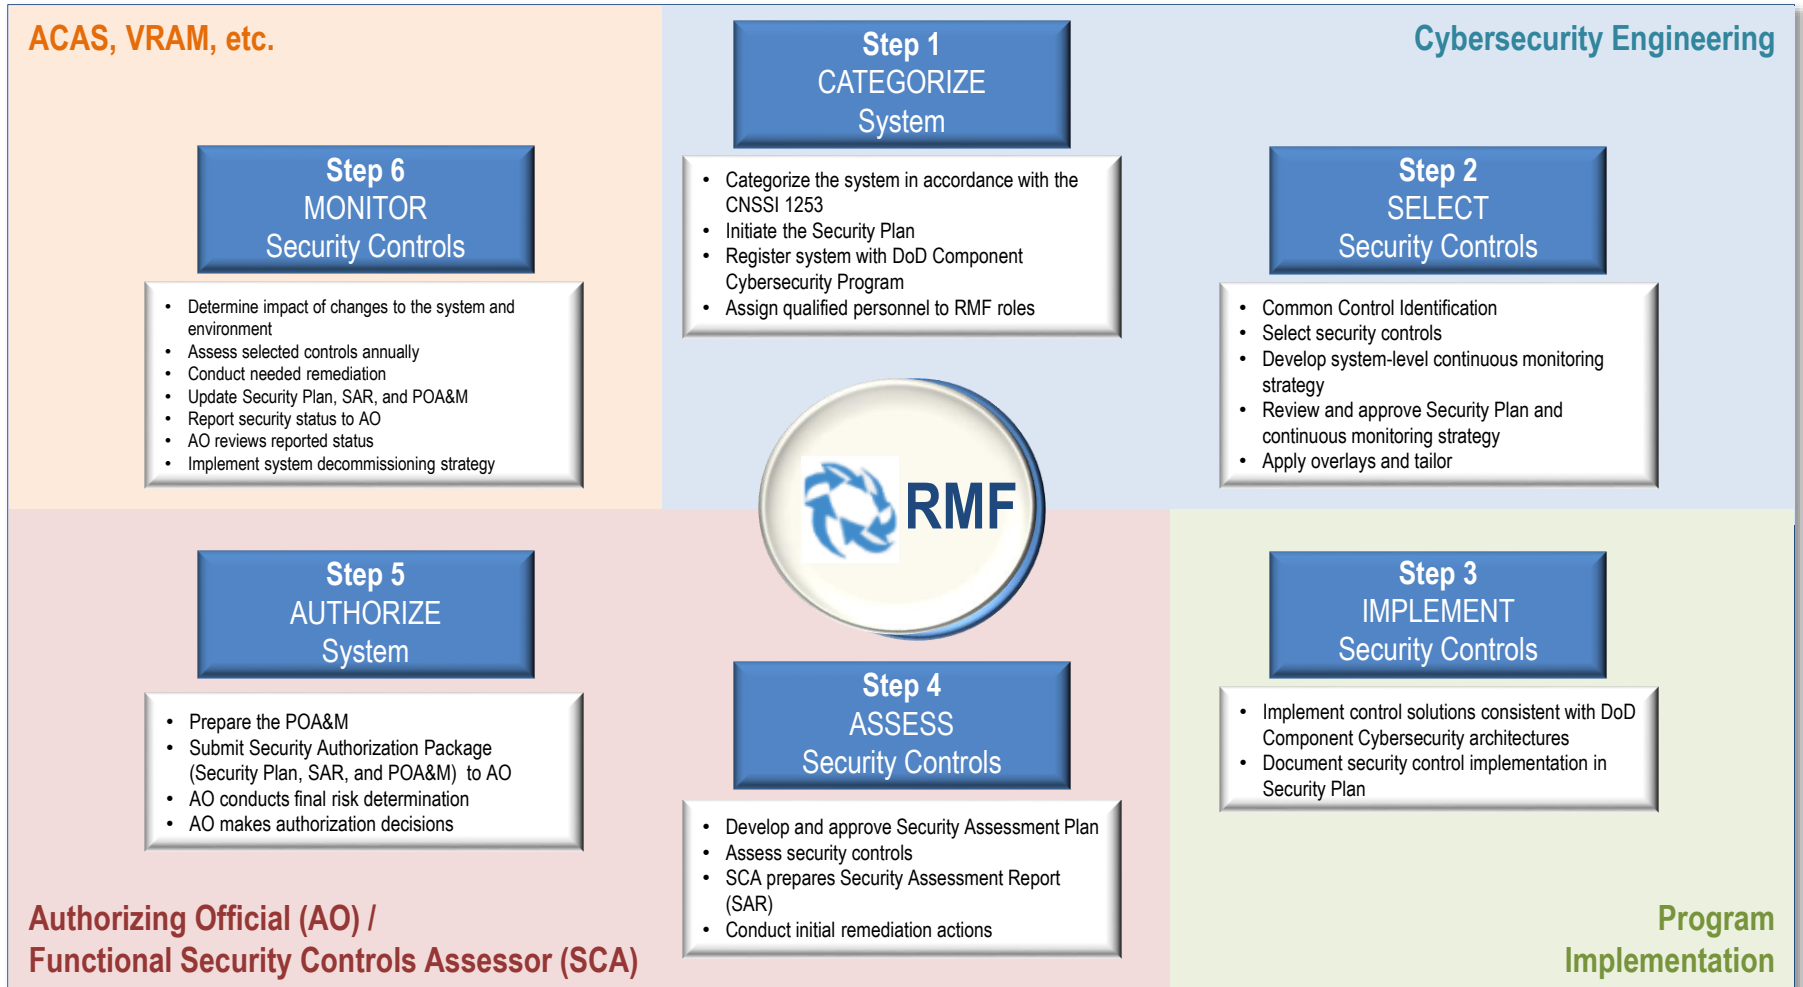 ACAS, VRAM, etc.
Cybersecurity Engineering
Step 1
CATEGORIZE
System
• Categorize the system in accordance with the
CNSSI 1253
• Initiate the Security Plan
• Register system with DoD Component
Cybersecurity Program
• Assign qualified personnel to RMF roles
Step 2
SELECT
Security Controls
• Common Control Identification
• Select security controls
• Develop system-level continuous monitoring
strategy
• Review and approve Security Plan and
continuous monitoring strategy
• Apply overlays and tailor
Step 3
IMPLEMENT
Security Controls
• Implement control solutions consistent with DoD
Component Cybersecurity architectures
• Document security control implementation in
Security Plan
Step 4
ASSESS
Security Controls
• Develop and approve Security Assessment Plan
• Assess security controls
• SCA prepares Security Assessment Report
(SAR)
• Conduct initial remediation actions
Step 5
AUTHORIZE
System
• Prepare the POA&M
• Submit Security Authorization Package
(Security Plan, SAR, and POA&M) to AO
• AO conducts final risk determination
• AO makes authorization decisions
Step 6
MONITOR
Security Controls
• Determine impact of changes to the system and
environment
• Assess selected controls annually
• Conduct needed remediation
• Update Security Plan, SAR, and POA&M
• Report security status to AO
• AO reviews reported status
• Implement system decommissioning strategy
RMF
Authorizing Official (AO) /
Functional Security Controls Assessor (SCA)
Program
Implementation